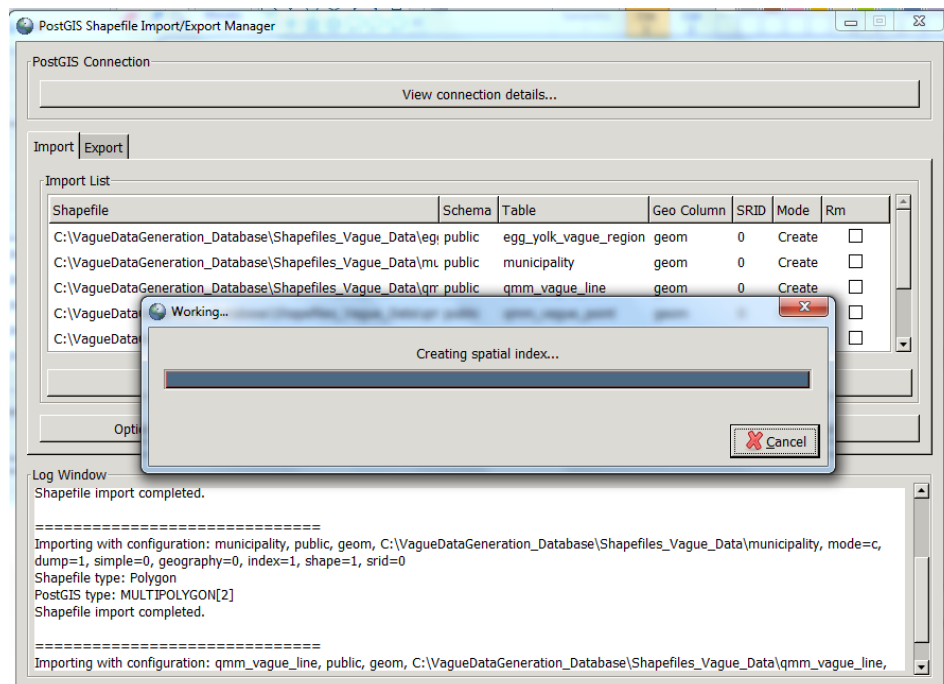 PostGIS Shapefile Import/Export Manager
PostGIS Connection
View connection details...
Import Export
Import List
Shapefile Schema Table Geo Column SRID Mode Rm
C:\VagueDataGeneration_Database\Shapefiles_Vague_Data\eg public egg_yolk_vague_region geom 0 Create
C:\VagueDataGeneration_Database\Shapefiles_Vague_Data\mu public municipality geom 0 Create
C:\VagueDataGeneration_Database\Shapefiles_Vague_Data\qm public qmm_vague_line geom 0 Create
C:\VagueData
C:\VagueData
Working...
Creating spatial index...
Cancel
Opti
Log Window
Shapefile import completed.
==============================
Importing with configuration: municipality, public, geom, C:\VagueDataGeneration_Database\Shapefiles_Vague_Data\municipality, mode=c,
dump=1, simple=0, geography=0, index=1, shape=1, srid=0
Shapefile type: Polygon
PostGIS type: MULTIPOLYGON[2]
Shapefile import completed.
==============================
Importing with configuration: qmm_vague_line, public, geom, C:\VagueDataGeneration_Database\Shapefiles_Vague_Data\qmm_vague_line,